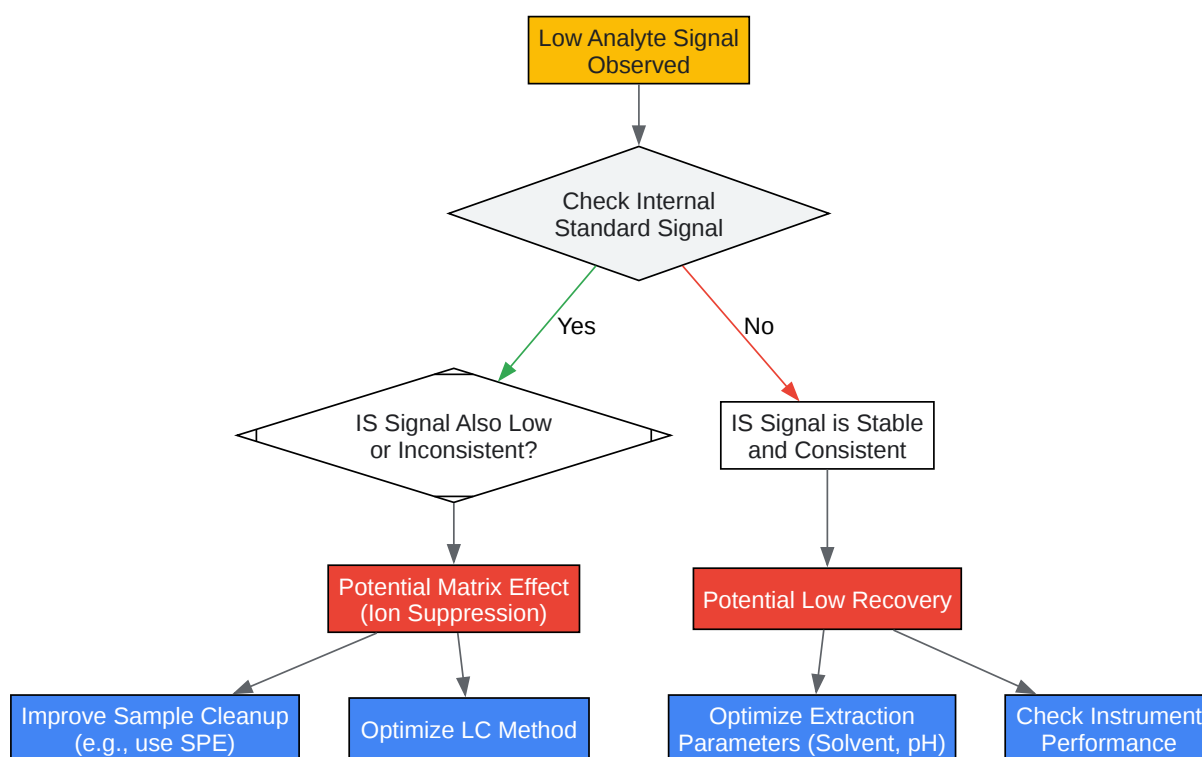 Low Analyte Signal
Observed
Check Internal
Standard Signal
Yes
No
IS Signal Also Low
or Inconsistent?
IS Signal is Stable
and Consistent
Potential Matrix Effect
(Ion Suppression)
Potential Low Recovery
Improve Sample Cleanup
(e.g., use SPE)
Optimize LC Method
Optimize Extraction
Parameters (Solvent, pH)
Check Instrument
Performance